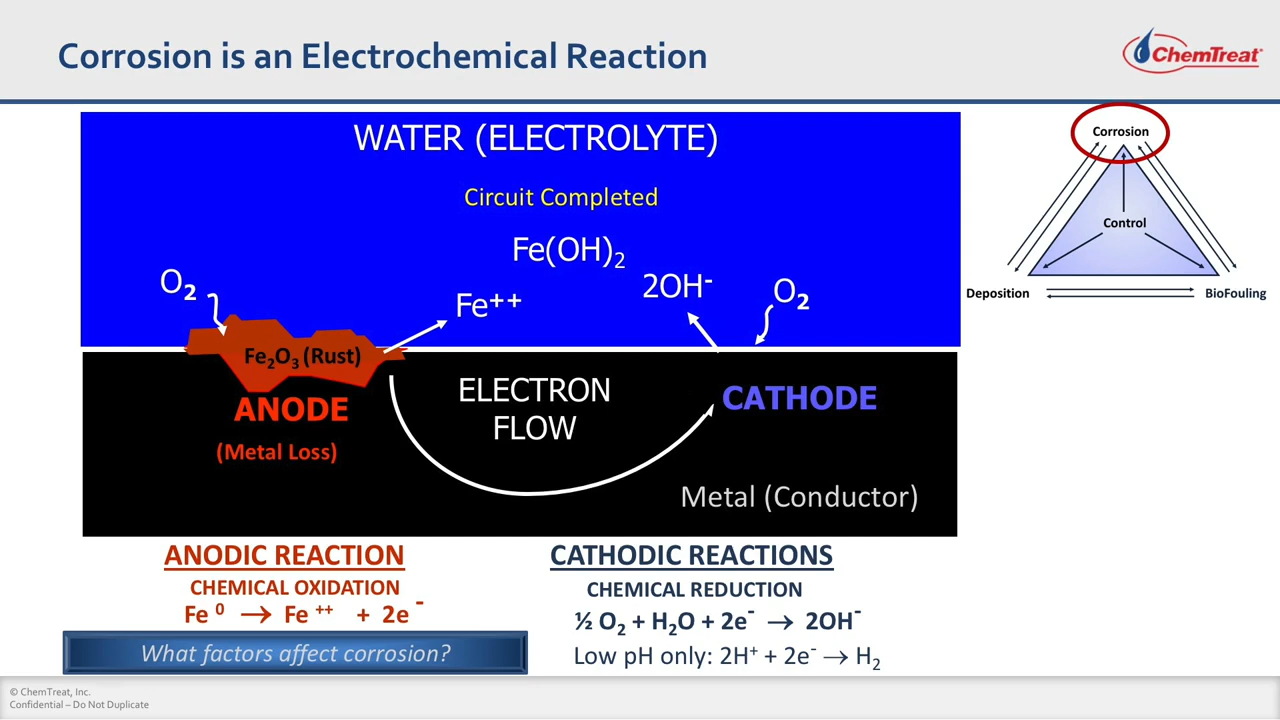 Corrosion is an Electrochemical Reaction
ChemTreat®
WATER (ELECTROLYTE)
Circuit Completed
Fe(OH)₂
O₂
Fe⁺⁺
2OH⁻
O₂
Fe₂O₃ (Rust)
ANODE
(Metal Loss)
ELECTRON
FLOW
CATHODE
Metal (Conductor)
Corrosion
Control
Deposition
BioFouling
ANODIC REACTION
CHEMICAL OXIDATION
Fe ⁰ → Fe ⁺⁺ + 2e ⁻
What factors affect corrosion?
CATHODIC REACTIONS
CHEMICAL REDUCTION
½ O₂ + H₂O + 2e⁻ → 2OH⁻
Low pH only: 2H⁺ + 2e⁻ → H₂
© ChemTreat, Inc.
Confidential – Do Not Duplicate